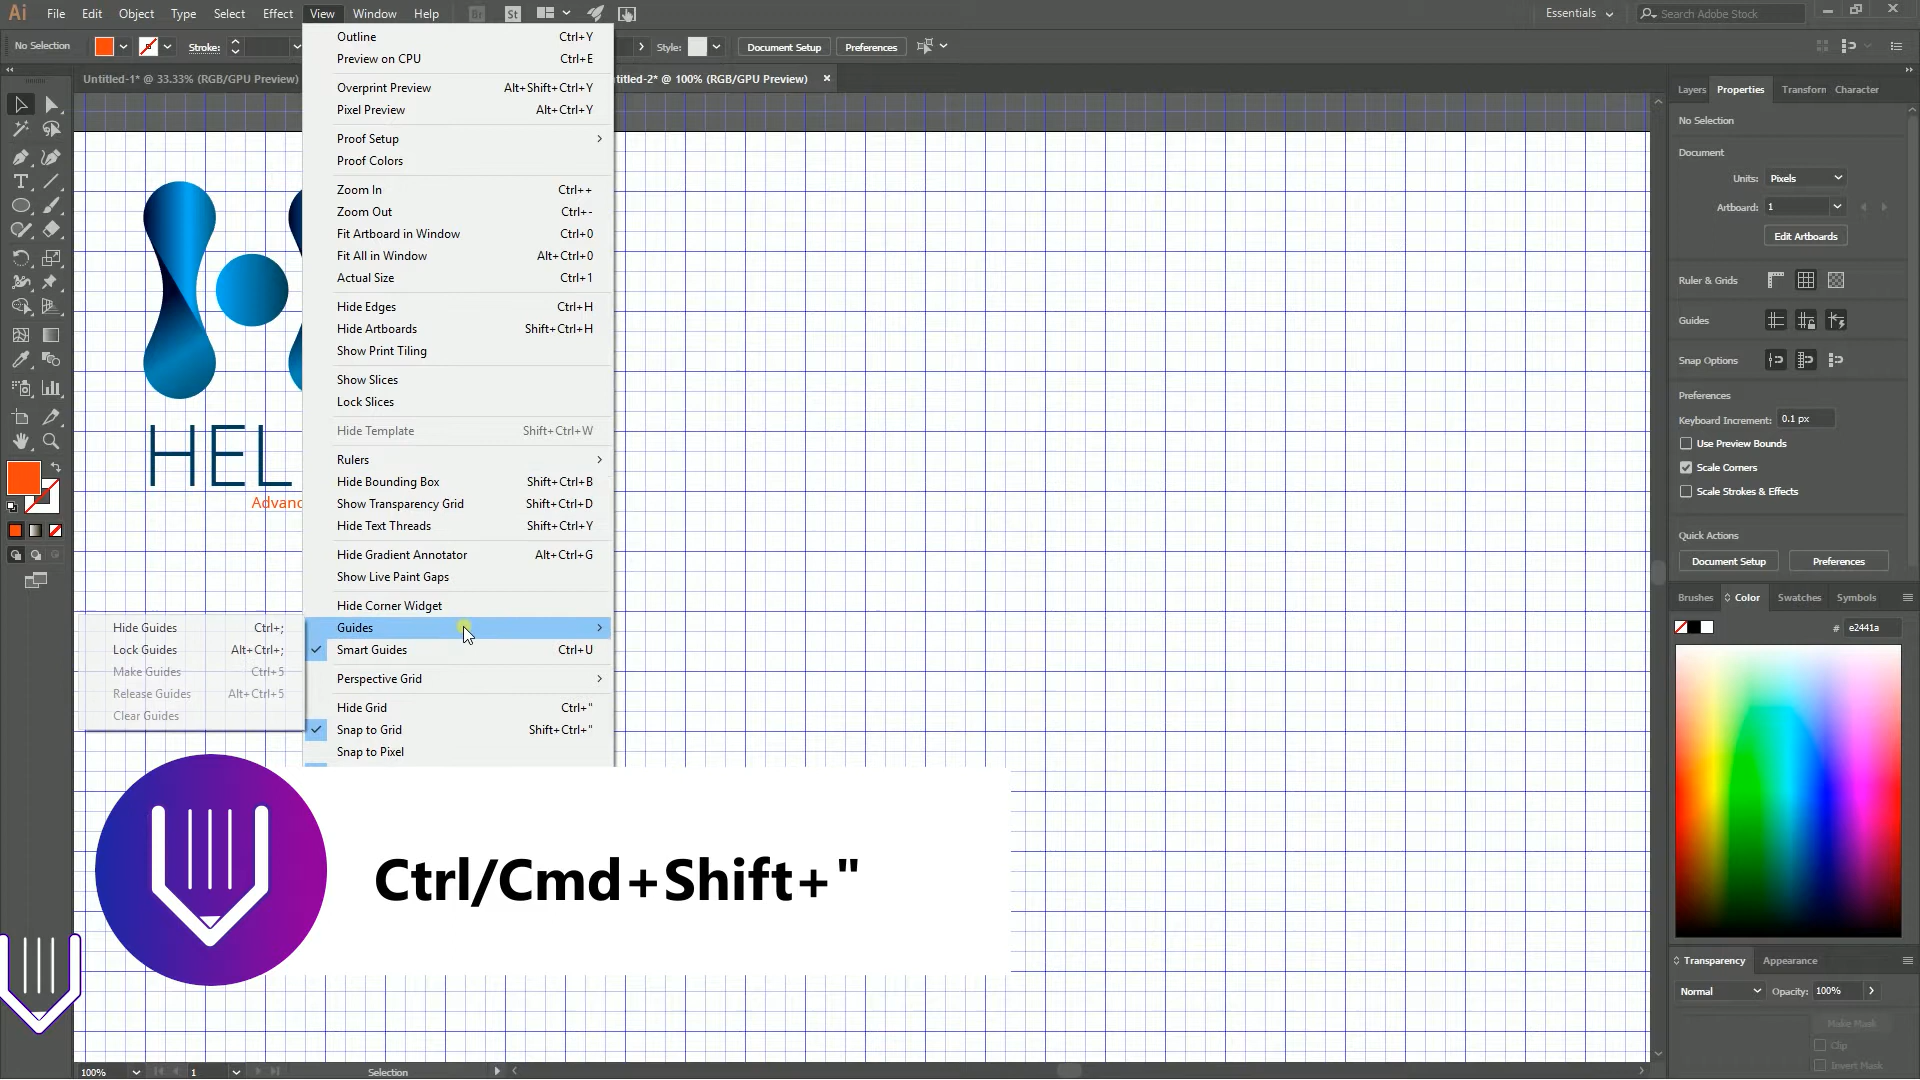 Ai File Edit Object Type Select Effect View Window Help Br St Essentials Search Adobe Stock
No Selection Stroke: Style: Document Setup Preferences
Untitled-1* @ 33.33% (RGB/GPU Preview)
titled-2* @ 100% (RGB/GPU Preview) ×
Outline Ctrl+Y
Preview on CPU Ctrl+E
Overprint Preview Alt+Shift+Ctrl+Y
Pixel Preview Alt+Ctrl+Y
Proof Setup
Proof Colors
Zoom In Ctrl++
Zoom Out Ctrl+-
Fit Artboard in Window Ctrl+0
Fit All in Window Alt+Ctrl+0
Actual Size Ctrl+1
Hide Edges Ctrl+H
Hide Artboards Shift+Ctrl+H
Show Print Tiling
Show Slices
Lock Slices
Hide Template Shift+Ctrl+W
Rulers
Hide Bounding Box Shift+Ctrl+B
Show Transparency Grid Shift+Ctrl+D
Hide Text Threads Shift+Ctrl+Y
Hide Gradient Annotator Alt+Ctrl+G
Show Live Paint Gaps
Hide Corner Widget
Guides
Smart Guides Ctrl+U
Perspective Grid
Hide Grid Ctrl+"
Snap to Grid Shift+Ctrl+"
Snap to Pixel
Hide Guides Ctrl+;
Lock Guides Alt+Ctrl+;
Make Guides Ctrl+5
Release Guides Alt+Ctrl+5
Clear Guides
HEL
Advanc
Ctrl/Cmd+Shift+"
Layers Properties Transform Character
No Selection
Document
Units: Pixels
Artboard: 1
Edit Artboards
Ruler & Grids
Guides
Snap Options
Preferences
Keyboard Increment: 0.1 px
Use Preview Bounds
Scale Corners
Scale Strokes & Effects
Quick Actions
Document Setup Preferences
Brushes Color Swatches Symbols
# e2441a
Transparency Appearance
Normal Opacity: 100%
Make Mask
Clip
Invert Mask
100% 1 Selection